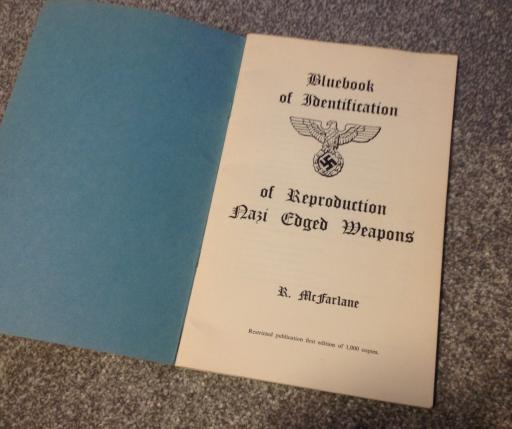 Bluebook
of Identification
of Reproduction
Nazi Edged Weapons
R. McFarlane
Restricted publication first edition of 1,000 copies.